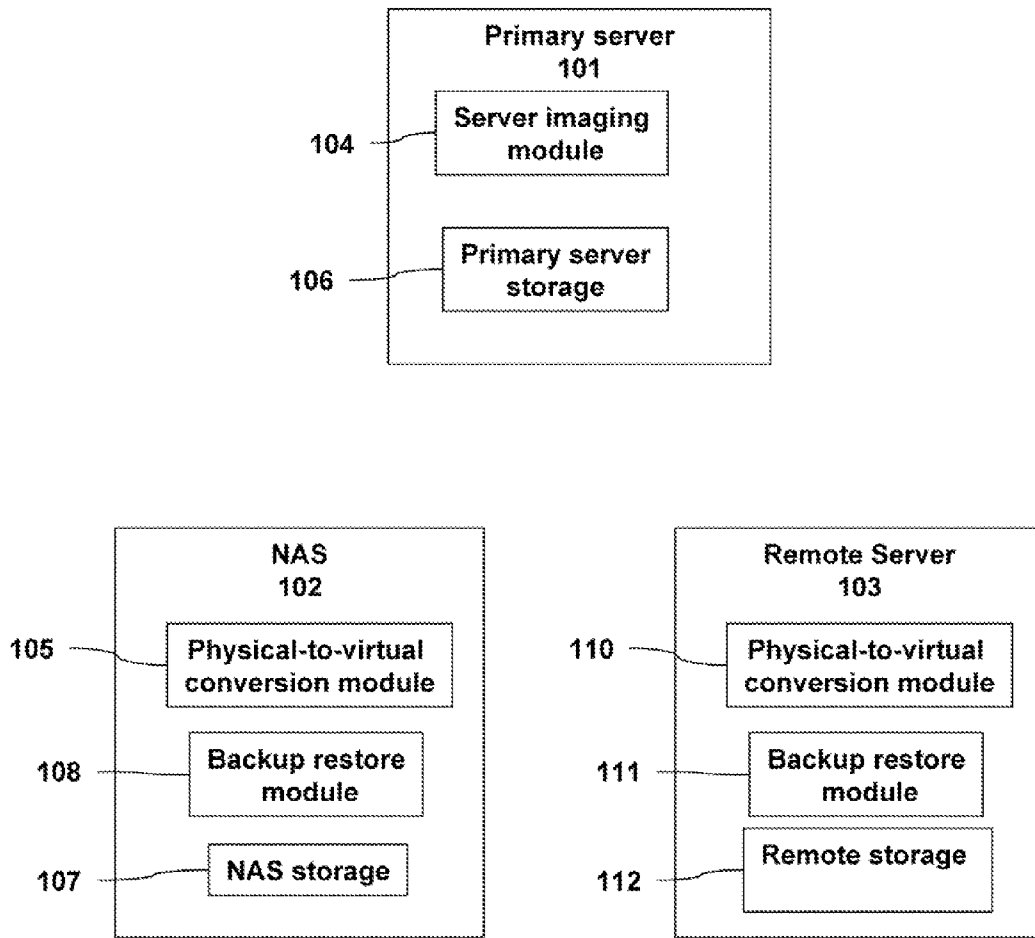 Primary server
101
104
Server imaging
module
106
Primary server
storage
NAS
102
105
Physical-to-virtual
conversion module
108
Backup restore
module
107
NAS storage
Remote Server
103
110
Physical-to-virtual
conversion module
111
Backup restore
module
112
Remote storage